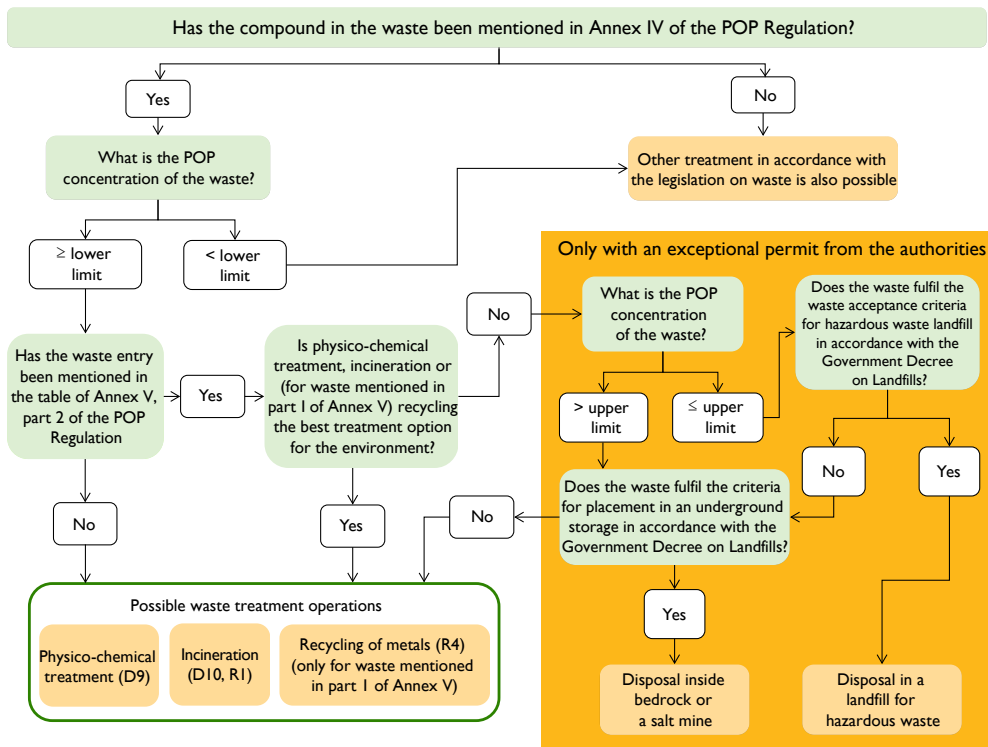 Has the compound in the waste been mentioned in Annex IV of the POP Regulation?
Yes
No
What is the POP
concentration of the waste?
Other treatment in accordance with
the legislation on waste is also possible
≥ lower
limit
< lower
limit
Only with an exceptional permit from the authorities
What is the POP
concentration
of the waste?
Does the waste fulfil the
waste acceptance criteria
for hazardous waste landfill
in accordance with the
Government Decree
on Landfills?
No
Has the waste entry
been mentioned in
the table of Annex V,
part 2 of the POP
Regulation
Yes
Is physico-chemical
treatment, incineration or
(for waste mentioned in
part 1 of Annex V) recycling
the best treatment option
for the environment?
> upper
limit
≤ upper
limit
No
Yes
Does the waste fulfil the criteria
for placement in an underground
storage in accordance with the
Government Decree on Landfills?
No
Yes
No
Yes
Possible waste treatment operations
Physico-chemical
treatment (D9)
Incineration
(D10, R1)
Recycling of metals (R4)
(only for waste mentioned
in part 1 of Annex V)
Disposal inside
bedrock or
a salt mine
Disposal in a
landfill for
hazardous waste